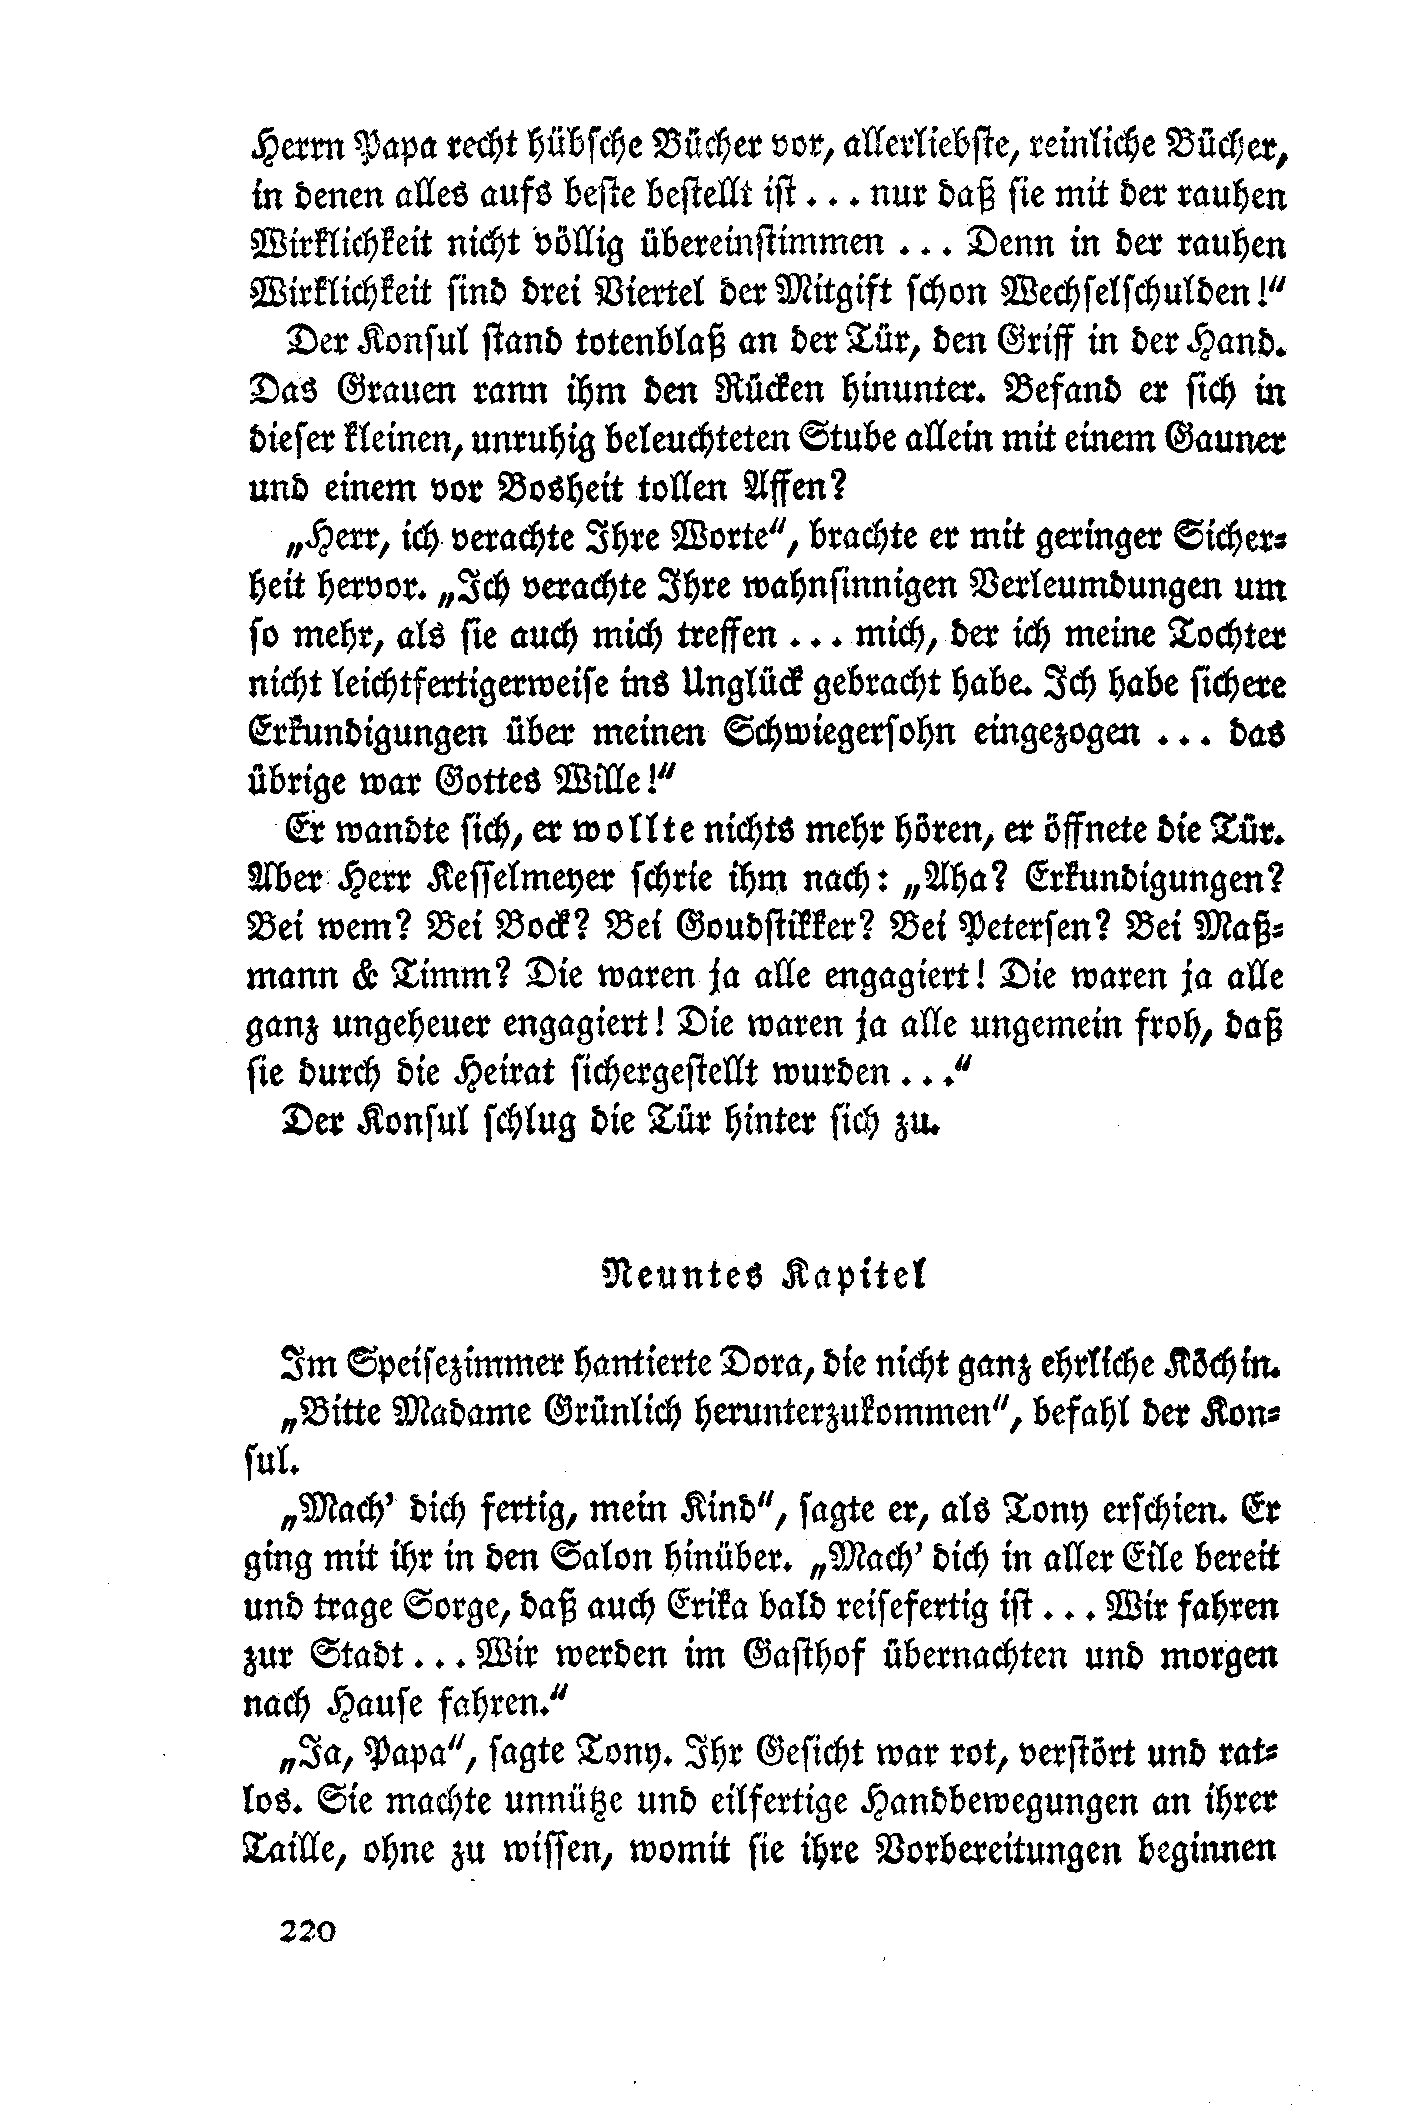 Herrn Papa recht hübsche Bücher vor, allerliebste, reinliche Bücher,
in denen alles aufs beste bestellt ist . . . nur daß sie mit der rauhen
Wirklichkeit nicht völlig übereinstimmen . . . Denn in der rauhen
Wirklichkeit sind drei Viertel der Mitgift schon Wechselschulden!“
Der Konsul stand totenblaß an der Tür, den Griff in der Hand.
Das Grauen rann ihm den Rücken hinunter. Befand er sich in
dieser kleinen, unruhig beleuchteten Stube allein mit einem Gauner
und einem vor Bosheit tollen Affen?
„Herr, ich verachte Ihre Worte“, brachte er mit geringer Sicher-
heit hervor. „Ich verachte Ihre wahnsinnigen Verleumdungen um
so mehr, als sie auch mich treffen . . . mich, der ich meine Tochter
nicht leichtfertigerweise ins Unglück gebracht habe. Ich habe sichere
Erkundigungen über meinen Schwiegersohn eingezogen . . . das
übrige war Gottes Wille!“
Er wandte sich, er wollte nichts mehr hören, er öffnete die Tür.
Aber Herr Kesselmeyer schrie ihm nach: „Aha? Erkundigungen?
Bei wem? Bei Bock? Bei Goudstikker? Bei Petersen? Bei Maß-
mann & Timm? Die waren ja alle engagiert! Die waren ja alle
ganz ungeheuer engagiert! Die waren ja alle ungemein froh, daß
sie durch die Heirat sichergestellt wurden . . .“
Der Konsul schlug die Tür hinter sich zu.
Neuntes Kapitel
Im Speisezimmer hantierte Dora, die nicht ganz ehrliche Köchin.
„Bitte Madame Grünlich herunterzukommen“, befahl der Kon-
sul.
„Mach’ dich fertig, mein Kind“, sagte er, als Tony erschien. Er
ging mit ihr in den Salon hinüber. „Mach’ dich in aller Eile bereit
und trage Sorge, daß auch Erika bald reisefertig ist . . . Wir fahren
zur Stadt . . . Wir werden im Gasthof übernachten und morgen
nach Hause fahren.“
„Ja, Papa“, sagte Tony. Ihr Gesicht war rot, verstört und rat-
los. Sie machte unnütze und eilfertige Handbewegungen an ihrer
Taille, ohne zu wissen, womit sie ihre Vorbereitungen beginnen
220